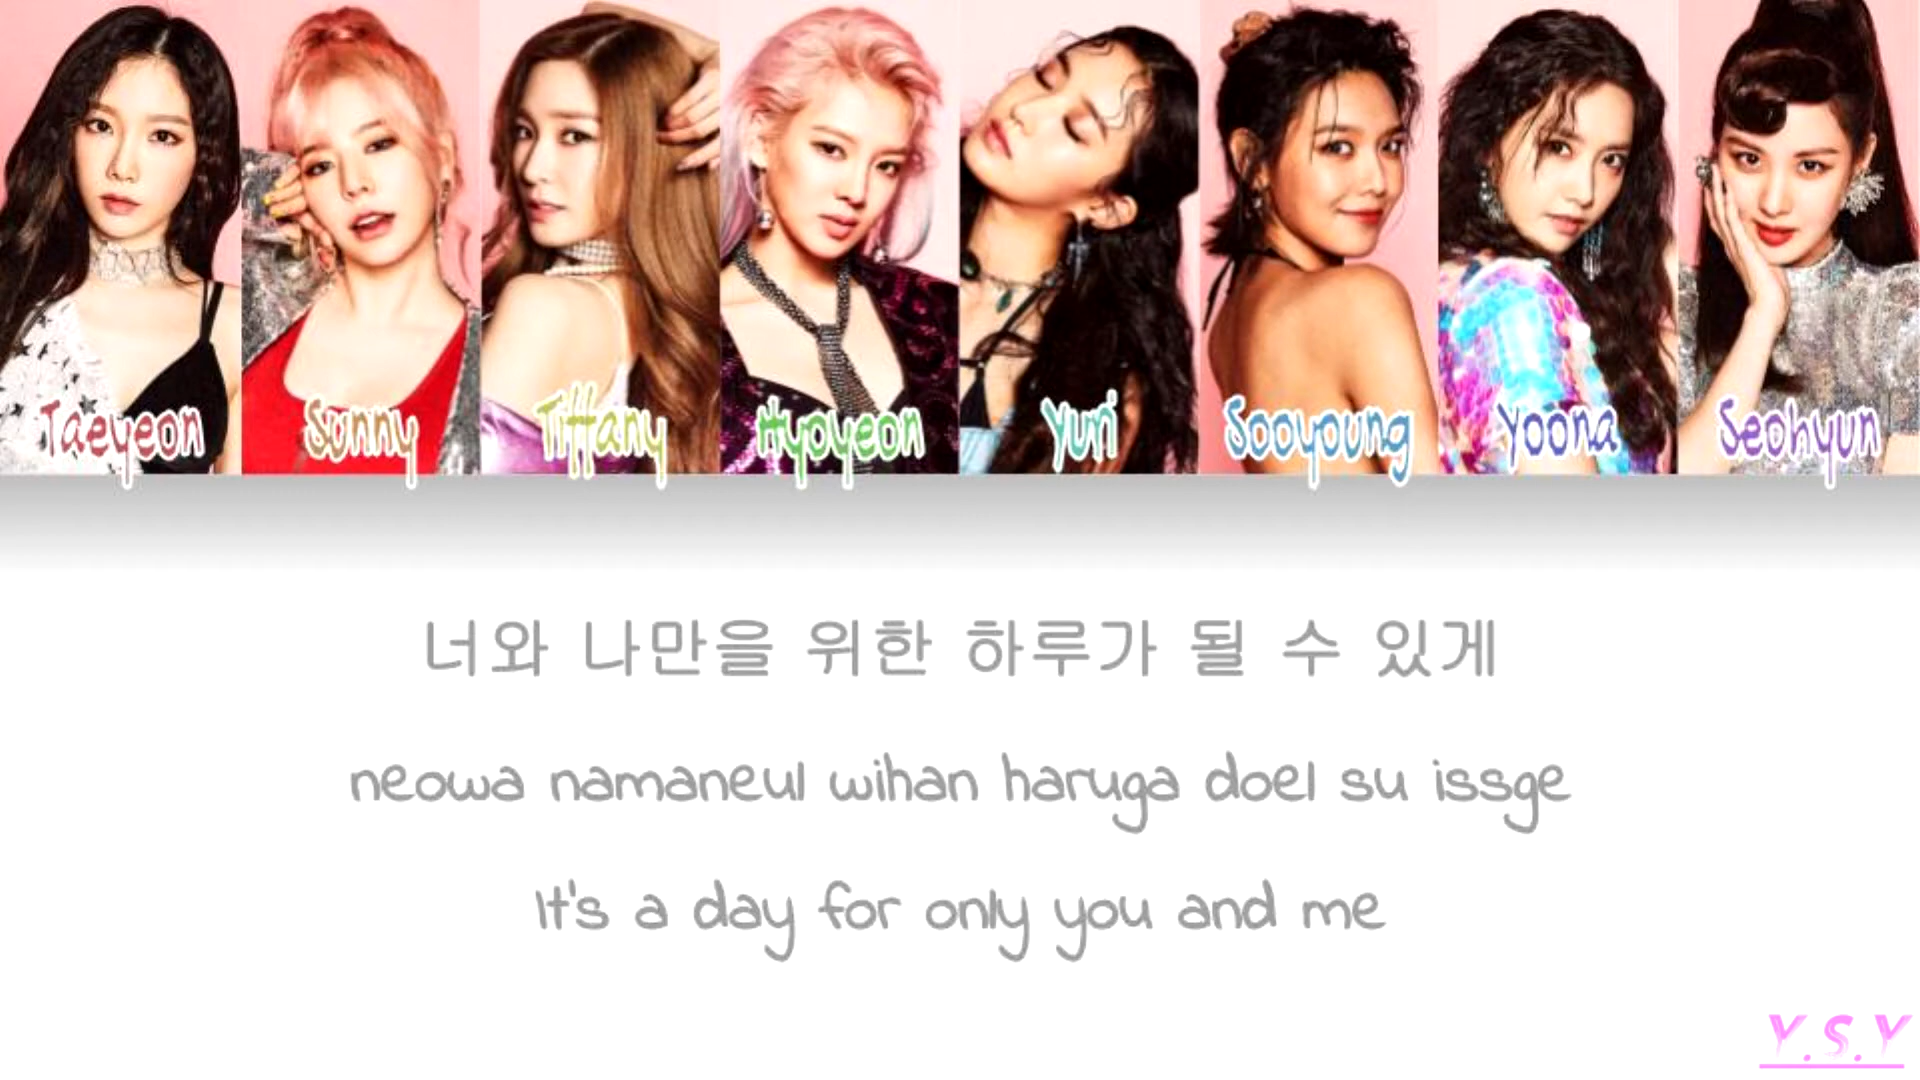 Taeyeon Sunny Tiffany Hyoyeon Yuri Sooyoung Yoona Seohyun
너와 나만을 위한 하루가 될 수 있게
neowa namaneul wihan haruga doel su issge
It's a day for only you and me
Y.S.Y